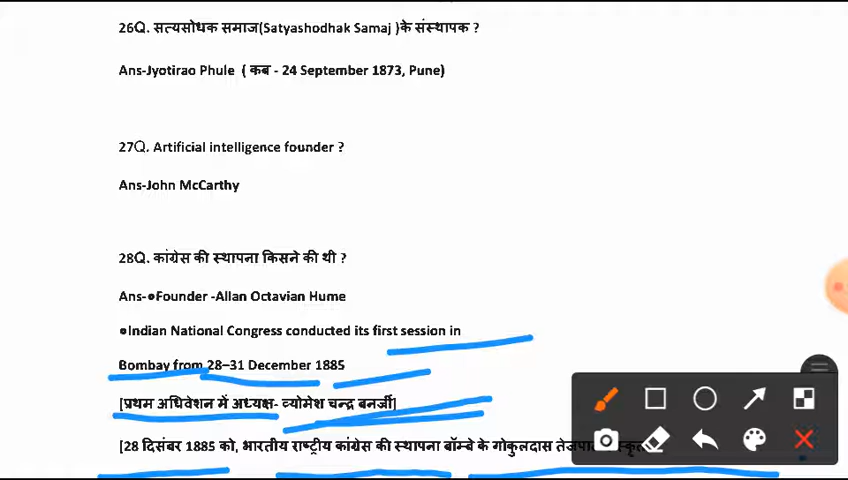 26Q. सत्यसोधक समाज(Satyashodhak Samaj )के संस्थापक ?
Ans-Jyotirao Phule ( कब - 24 September 1873, Pune)
27Q. Artificial intelligence founder ?
Ans-John McCarthy
28Q. कांग्रेस की स्थापना किसने की थी ?
Ans-●Founder -Allan Octavian Hume
●Indian National Congress conducted its first session in
Bombay from 28–31 December 1885
[प्रथम अधिवेशन में अध्यक्ष- व्योमेश चन्द्र बनर्जी]
[28 दिसंबर 1885 को, भारतीय राष्ट्रीय कांग्रेस की स्थापना बॉम्बे के गोकुलदास